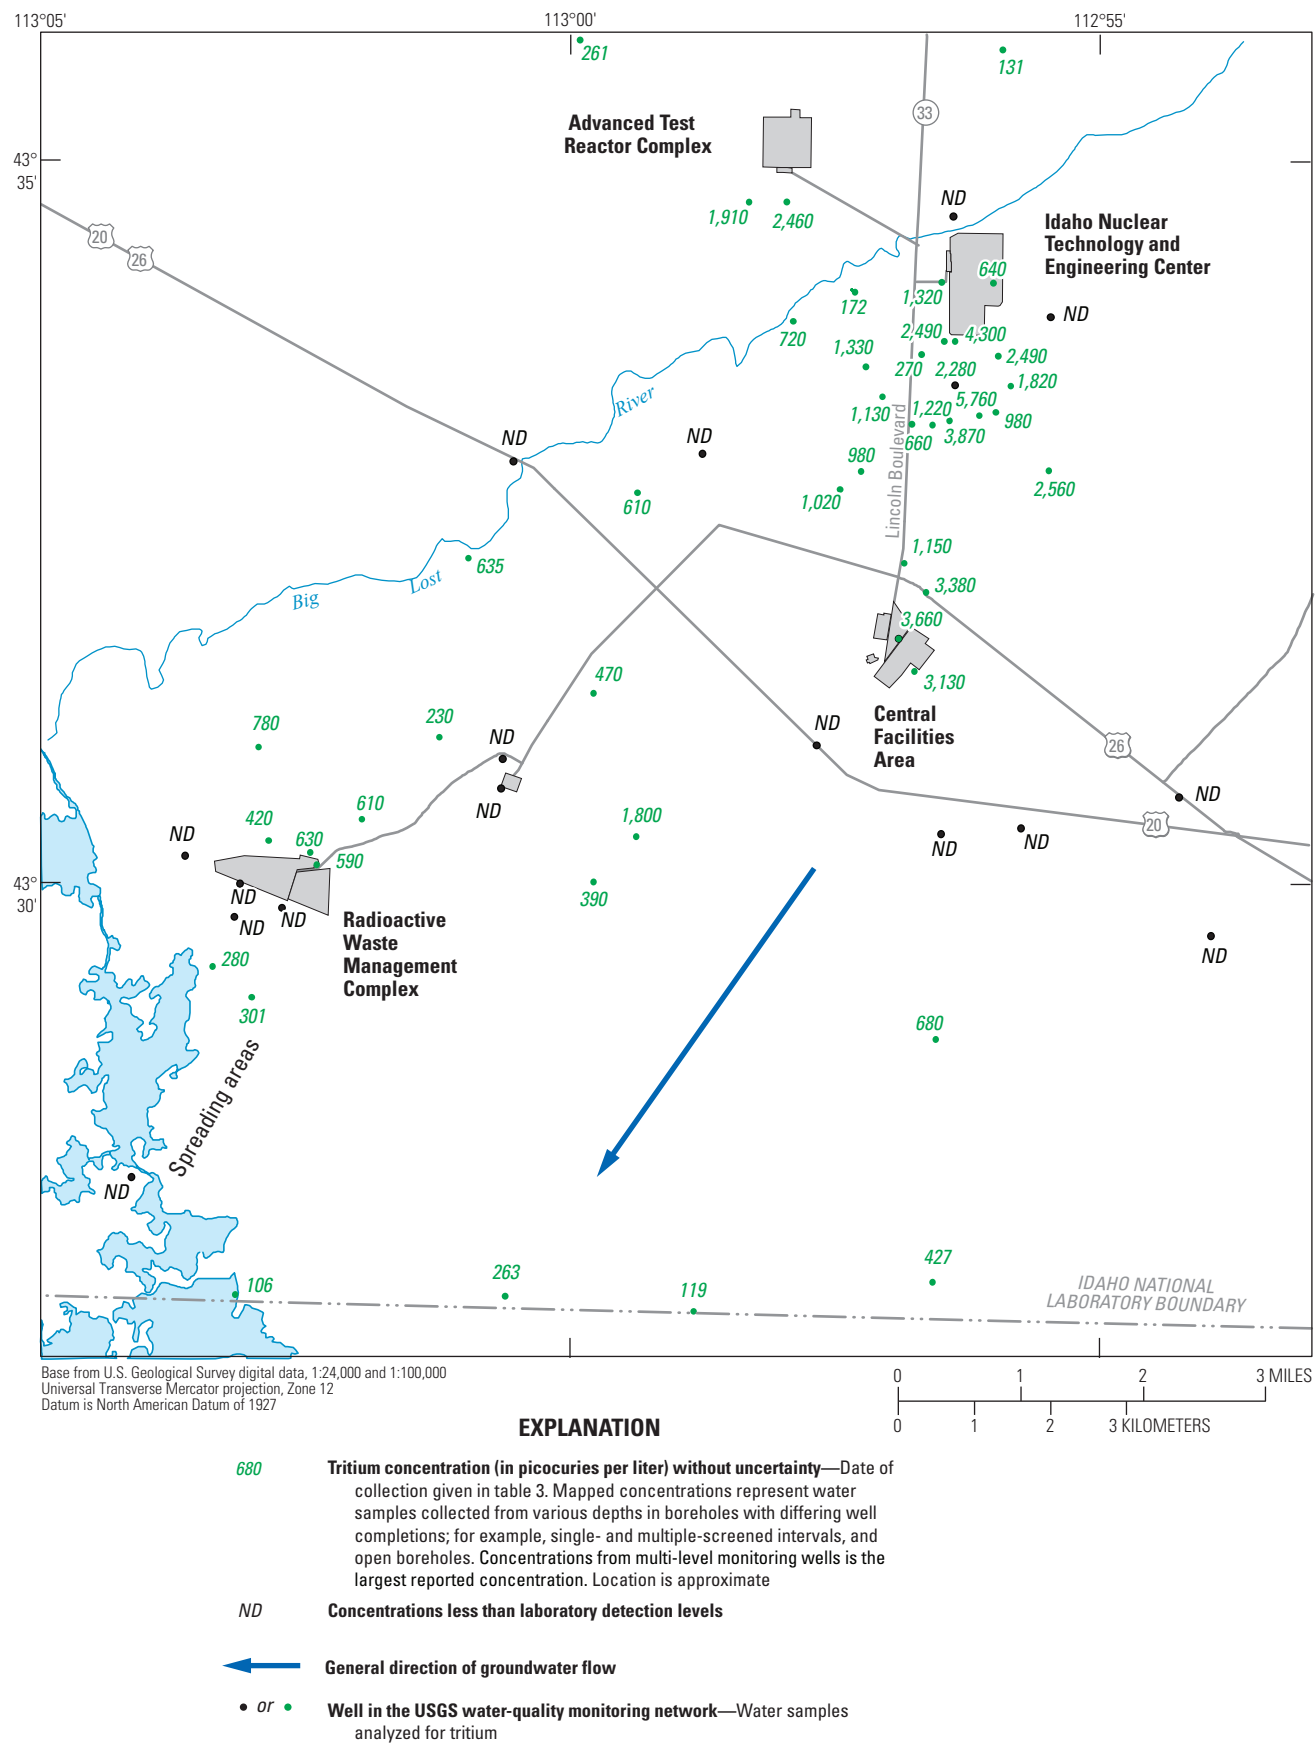 113°05'
113°00'
112°55'
261
131
33
Advanced Test
Reactor Complex
43°
35'
ND
1,910
2,460
Idaho Nuclear
Technology and
Engineering Center
20
26
640
172
1,320
ND
720
2,490
4,300
1,330
270
2,280
2,490
1,820
River
1,130
1,220
5,760
980
660
3,870
Lincoln Boulevard
ND
ND
980
610
1,020
2,560
635
1,150
Big
Lost
3,380
3,660
470
3,130
780
230
ND
ND
Central
Facilities
Area
26
ND
610
ND
420
630
1,800
20
ND
590
ND
ND
43°
30'
ND
390
ND
ND
Radioactive
Waste
Management
Complex
ND
280
301
680
Spreading areas
ND
106
263
119
427
IDAHO NATIONAL
LABORATORY BOUNDARY
Base from U.S. Geological Survey digital data, 1:24,000 and 1:100,000
Universal Transverse Mercator projection, Zone 12
Datum is North American Datum of 1927
0 1 2 3 MILES
0 1 2 3 KILOMETERS
EXPLANATION
680 Tritium concentration (in picocuries per liter) without uncertainty—Date of
collection given in table 3. Mapped concentrations represent water
samples collected from various depths in boreholes with differing well
completions; for example, single- and multiple-screened intervals, and
open boreholes. Concentrations from multi-level monitoring wells is the
largest reported concentration. Location is approximate
ND Concentrations less than laboratory detection levels
General direction of groundwater flow
• or • Well in the USGS water-quality monitoring network—Water samples
analyzed for tritium